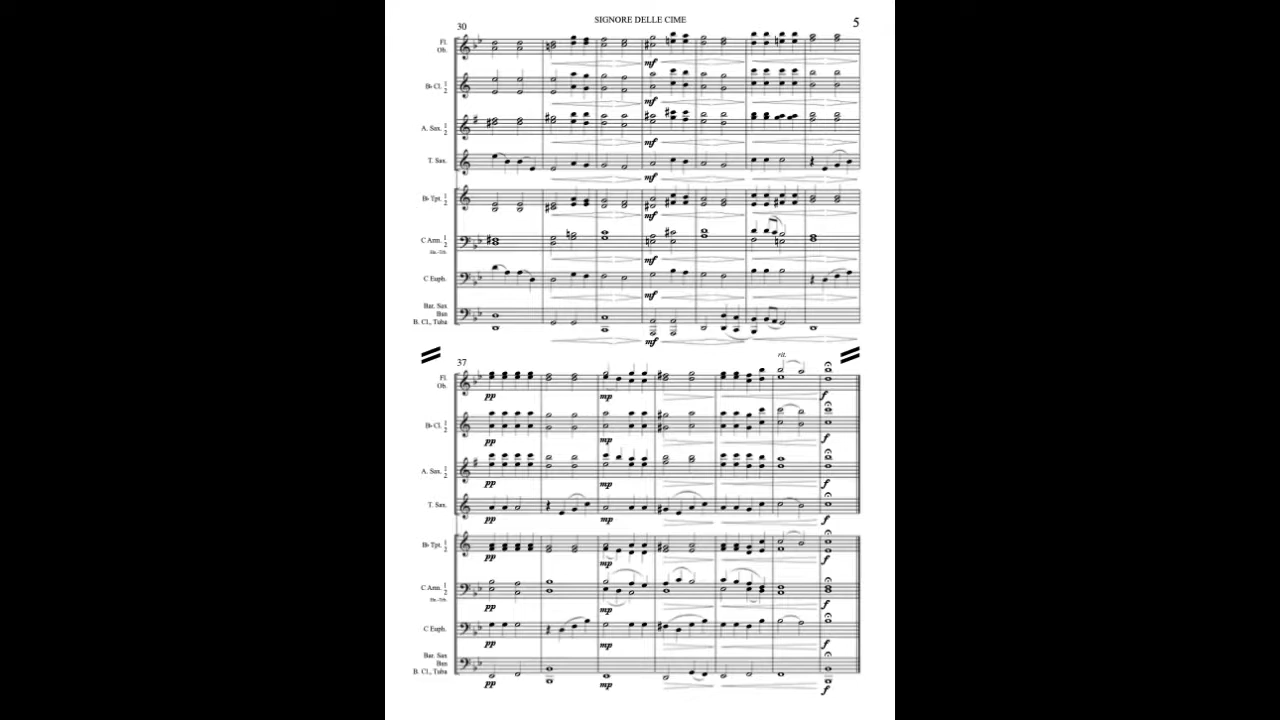 SIGNORE DELLE CIME
5
30
Fl.
Ob.
B♭ Cl. 1
2
mf
A. Sax. 1
2
mf
T. Sax.
mf
B♭ Tpt. 1
2
mf
C Ann. 1
2
mf
C Euph.
mf
Bar. Sax
Bsn
B. Cl., Tuba
mf
rit.
37
Fl.
Ob.
pp mp f
B♭ Cl. 1
2
pp mp f
A. Sax. 1
2
pp mp f
T. Sax.
pp mp f
B♭ Tpt. 1
2
pp mp f
C Ann. 1
2
pp mp f
C Euph.
pp mp f
Bar. Sax
Bsn
B. Cl., Tuba
pp mp f